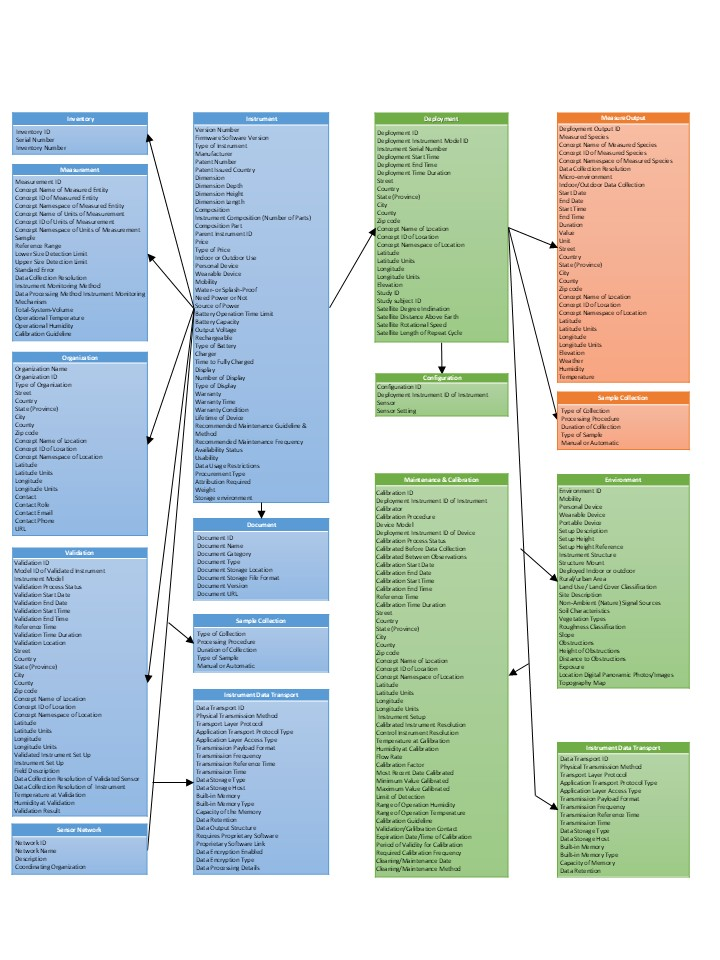 Inventory
Inventory ID
Serial Number
Inventory Number
Measurement
Measurement ID
Concept Name of Measured Entity
Concept ID of Measured Entity
Concept Namespace of Measured Entity
Concept Name of Units of Measurement
Concept ID of Units of Measurement
Concept Namespace of Units of Measurement
Sample
Reference Range
Lower Size Detection Limit
Upper Size Detection Limit
Standard Error
Data Collection Resolution
Instrument Monitoring Method
Data Processing Method Instrument Monitoring
Mechanism
Total-System-Volume
Operational Temperature
Operational Humidity
Calibration Guideline
Organization
Organization Name
Organization ID
Type of Organization
Street
Country
State (Province)
City
County
Zip code
Concept Name of Location
Concept ID of Location
Concept Namespace of Location
Latitude
Latitude Units
Longitude
Longitude Units
Contact
Contact Role
Contact Email
Contact Phone
URL
Validation
Validation ID
Model ID of Validated Instrument
Instrument Model
Validation Process Status
Validation Start Date
Validation End Date
Validation Start Time
Validation End Time
Reference Time
Validation Time Duration
Validation Location
Street
Country
State (Province)
City
County
Zip code
Concept Name of Location
Concept ID of Location
Concept Namespace of Location
Latitude
Latitude Units
Longitude
Longitude Units
Validated Instrument Set Up
Instrument Set Up
Field Description
Data Collection Resolution of Validated Sensor
Data Collection Resolution of Instrument
Temperature at Validation
Humidity at Validation
Validation Result
Sensor Network
Network ID
Network Name
Description
Coordinating Organization
Instrument
Version Number
Firmware Software Version
Type of Instrument
Manufacturer
Patent Number
Patent Issued Country
Dimension
Dimension Depth
Dimension Height
Dimension Length
Composition
Instrument Composition (Number of Parts)
Composition Part
Parent Instrument ID
Price
Type of Price
Indoor or Outdoor Use
Personal Device
Wearable Device
Mobility
Water- or Splash-Proof
Need Power or Not
Source of Power
Battery Operation Time Limit
Battery Capacity
Output Voltage
Rechargeable
Type of Battery
Charger
Time to Fully Charged
Display
Number of Display
Type of Display
Warranty
Warranty Time
Warranty Condition
Lifetime of Device
Recommended Maintenance Guideline &
Method
Recommended Maintenance Frequency
Availability Status
Usability
Data Usage Restrictions
Procurement Type
Attribution Required
Weight
Storage environment
Document
Document ID
Document Name
Document Category
Document Type
Document Storage Location
Document Storage File Format
Document Version
Document URL
Sample Collection
Type of Collection
Processing Procedure
Duration of Collection
Type of Sample
Manual or Automatic
Instrument Data Transport
Data Transport ID
Physical Transmission Method
Transport Layer Protocol
Application Transport Protocol Type
Application Layer Access Type
Transmission Payload Format
Transmission Frequency
Transmission Reference Time
Transmission Time
Data Storage Type
Data Storage Host
Built-in Memory
Built-in Memory Type
Capacity of the Memory
Data Retention
Data Output Structure
Requires Proprietary Software
Proprietary Software Link
Data Encryption Enabled
Data Encryption Type
Data Processing Details
Deployment
Deployment ID
Deployment Instrument Model ID
Instrument Serial Number
Deployment Start Time
Deployment End Time
Deployment Time Duration
Street
Country
State (Province)
City
County
Zip code
Concept Name of Location
Concept ID of Location
Concept Namespace of Location
Latitude
Latitude Units
Longitude
Longitude Units
Elevation
Study ID
Study subject ID
Satellite Degree Inclination
Satellite Distance Above Earth
Satellite Rotational Speed
Satellite Length of Repeat Cycle
Configuration
Configuration ID
Deployment Instrument ID of Instrument
Sensor
Sensor Setting
Maintenance & Calibration
Calibration ID
Deployment Instrument ID of Instrument
Calibrator
Calibration Procedure
Device Model
Deployment Instrument ID of Device
Calibration Process Status
Calibrated Before Data Collection
Calibrated Between Observations
Calibration Start Date
Calibration End Date
Calibration Start Time
Calibration End Time
Reference Time
Calibration Time Duration
Street
Country
State (Province)
City
County
Zip code
Concept Name of Location
Concept ID of Location
Concept Namespace of Location
Latitude
Latitude Units
Longitude
Longitude Units
Instrument Setup
Calibrated Instrument Resolution
Control Instrument Resolution
Temperature at Calibration
Humidity at Calibration
Flow Rate
Calibration Factor
Most Recent Date Calibrated
Minimum Value Calibrated
Maximum Value Calibrated
Limit of Detection
Range of Operation Humidity
Range of Operation Temperature
Calibration Guideline
Validation/Calibration Contact
Expiration Date/Time of Calibration
Period of Validity for Calibration
Required Calibration Frequency
Cleaning/Maintenance Date
Cleaning/Maintenance Method
Measure Output
Deployment Output ID
Measured Species
Concept Name of Measured Species
Concept ID of Measured Species
Concept Namespace of Measured Species
Data Collection Resolution
Micro-environment
Indoor/Outdoor Data Collection
Start Date
End Date
Start Time
End Time
Duration
Value
Unit
Street
Country
State (Province)
City
County
Zip code
Concept Name of Location
Concept ID of Location
Concept Namespace of Location
Latitude
Latitude Units
Longitude
Longitude Units
Elevation
Weather
Humidity
Temperature
Sample Collection
Type of Collection
Processing Procedure
Duration of Collection
Type of Sample
Manual or Automatic
Environment
Environment ID
Mobility
Personal Device
Wearable Device
Portable Device
Setup Description
Setup Height
Setup Height Reference
Instrument Structure
Structure Mount
Deployed Indoor or outdoor
Rural/urban Area
Land Use / Land Cover Classification
Site Description
Non-Ambient (Nature) Signal Sources
Soil Characteristics
Vegetation Types
Roughness Classification
Slope
Obstructions
Height of Obstructions
Distance to Obstructions
Exposure
Location Digital Panoramic Photos/Images
Topography Map
Instrument Data Transport
Data Transport ID
Physical Transmission Method
Transport Layer Protocol
Application Transport Protocol Type
Application Layer Access Type
Transmission Payload Format
Transmission Frequency
Transmission Reference Time
Transmission Time
Data Storage Type
Data Storage Host
Built-in Memory
Built-in Memory Type
Capacity of Memory
Data Retention